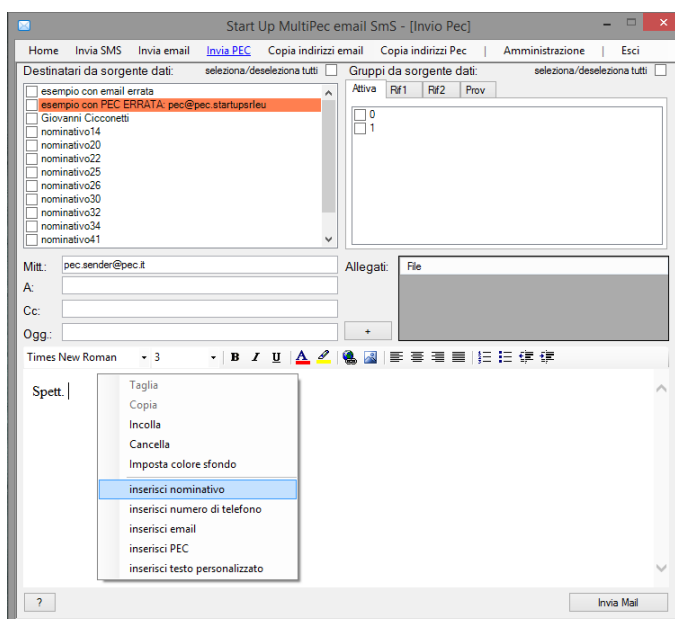 Start Up MultiPec email SmS - [Invio Pec]
Home Invia SMS Invia email Invia PEC Copia indirizzi email Copia indirizzi Pec | Amministrazione | Esci
Destinatari da sorgente dati: seleziona/deseleziona tutti Gruppi da sorgente dati: seleziona/deseleziona tutti
esempio con email errata
esempio con PEC ERRATA: pec@pec.startupsrleu
Giovanni Cicconetti
nominativo14
nominativo20
nominativo22
nominativo25
nominativo26
nominativo30
nominativo32
nominativo34
nominativo41
Attiva Rif1 Rif2 Prov
0
1
Mitt.: pec.sender@pec.it
A:
Cc:
Ogg.:
Allegati: File
+
Times New Roman 3 B I U A
Spett.
Taglia
Copia
Incolla
Cancella
Imposta colore sfondo
inserisci nominativo
inserisci numero di telefono
inserisci email
inserisci PEC
inserisci testo personalizzato
? Invia Mail